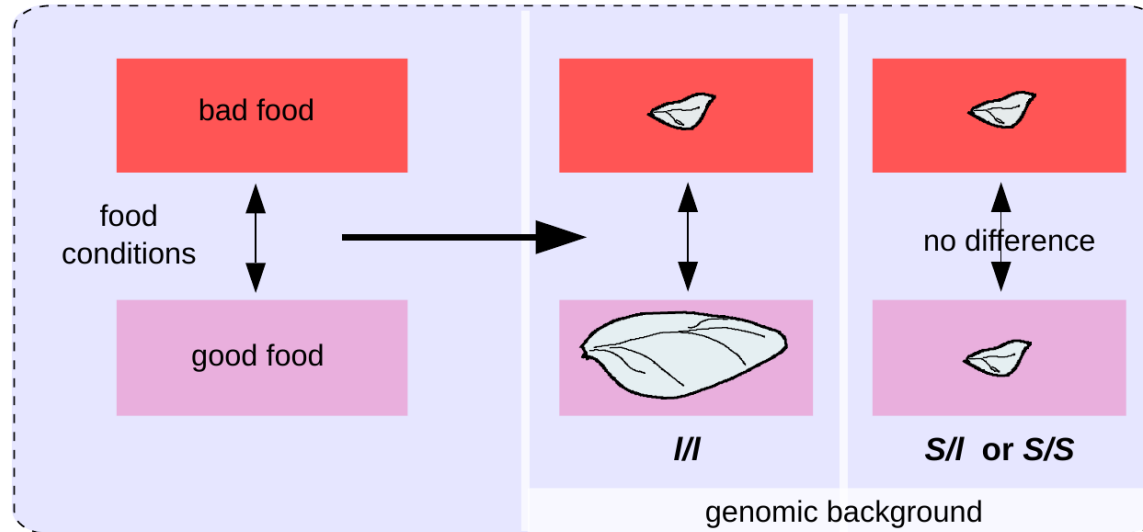 bad food
food
conditions
no difference
good food
l/l
S/l or S/S
genomic background